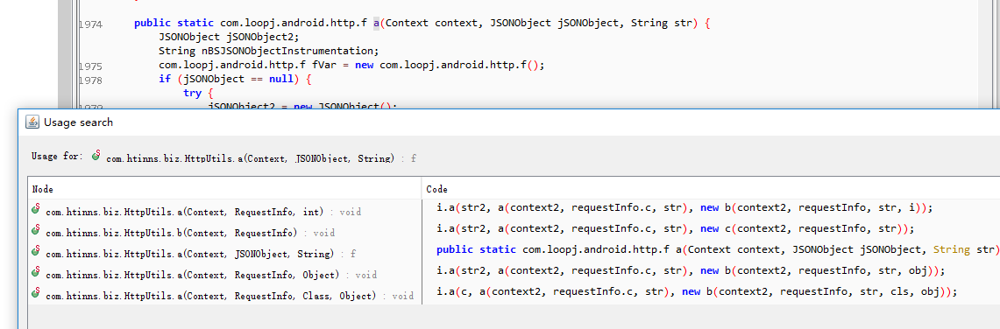 1974 public static com.loopj.android.http.f a(Context context, JSONObject jSONObject, String str) {
JSONObject jSONObject2;
String nBSJSONObjectInstrumentation;
1975 com.loopj.android.http.f fVar = new com.loopj.android.http.f();
1978 if (jSONObject == null) {
try {
1979 jSONObject2 = new JSONObject();
Usage search
Usage for: com.htinns.biz.HttpUtils.a(Context, JSONObject, String) : f
Node Code
com.htinns.biz.HttpUtils.a(Context, RequestInfo, int) : void i.a(str2, a(context2, requestInfo.c, str), new b(context2, requestInfo, str, i));
com.htinns.biz.HttpUtils.b(Context, RequestInfo) : void i.a(str2, a(context2, requestInfo.c, str), new c(context2, requestInfo, str));
com.htinns.biz.HttpUtils.a(Context, JSONObject, String) : f public static com.loopj.android.http.f a(Context context, JSONObject jSONObject, String str)
com.htinns.biz.HttpUtils.a(Context, RequestInfo, Object) : void i.a(str2, a(context2, requestInfo.c, str), new b(context2, requestInfo, str, obj));
com.htinns.biz.HttpUtils.a(Context, RequestInfo, Class, Object) : void i.a(c, a(context2, requestInfo.c, str), new b(context2, requestInfo, str, cls, obj));